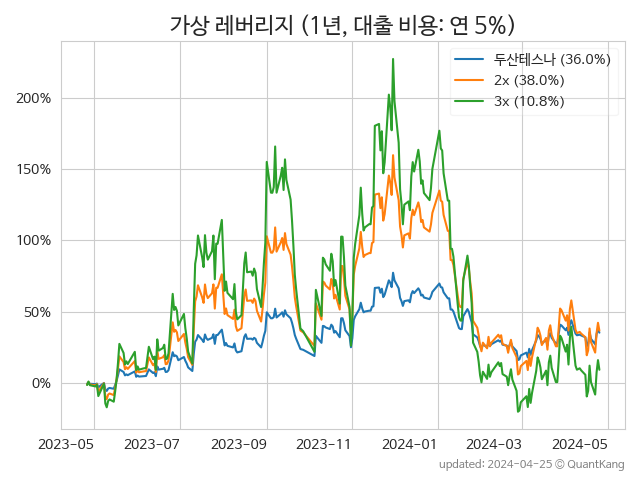 가상 레버리지 (1년, 대출 비용: 연 5%)
두산테스나 (36.0%)
2x (38.0%)
3x (10.8%)
200%
150%
100%
50%
0%
2023-05 2023-07 2023-09 2023-11 2024-01 2024-03 2024-05
updated: 2024-04-25 © QuantKang